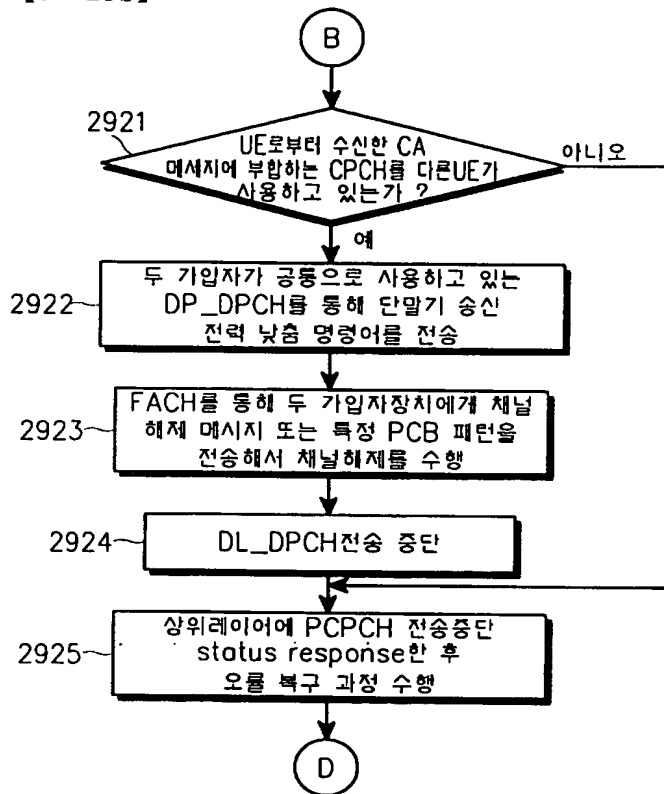 B
2921
UE로부터 수신한 CA
메세지에 부합하는 CPCH를 다른UE가
사용하고 있는가 ?
아니오
예
2922
두 가입자가 공통으로 사용하고 있는
DP_DPCH를 통해 단말기 송신
전력 낮춤 명령어를 전송
2923
FACH를 통해 두 가입자장치에게 채널
해제 메시지 또는 특정 PCB 패턴을
전송해서 채널해제를 수행
2924
DL_DPCH전송 중단
2925
상위레이어에 PCPCH 전송중단
status response한 후
오률 복구 과정 수행
D